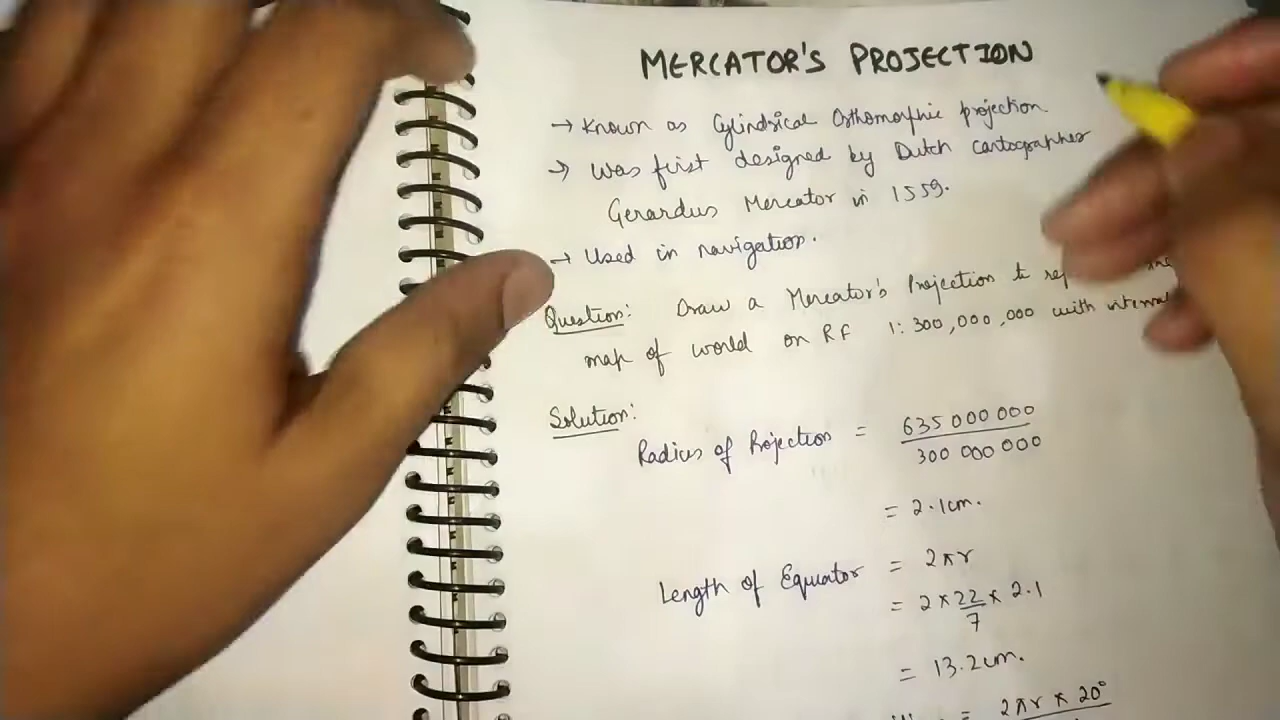 MERCATOR'S PROJECTION
→ Known as Cylindrical Orthomorphic projection.
→ Was first designed by Dutch cartographer
Gerardus Mercator in 1559.
→ Used in navigation.
Question: Draw a Mercator's Projection to
map of world on RF 1:300,000,000 with
Solution:
Radius of Projection = 635 000 000
300 000 000
= 2.1cm.
Length of Equator = 2πr
= 2 × 22 × 2.1
7
= 13.2cm.
= 2πr × 20°